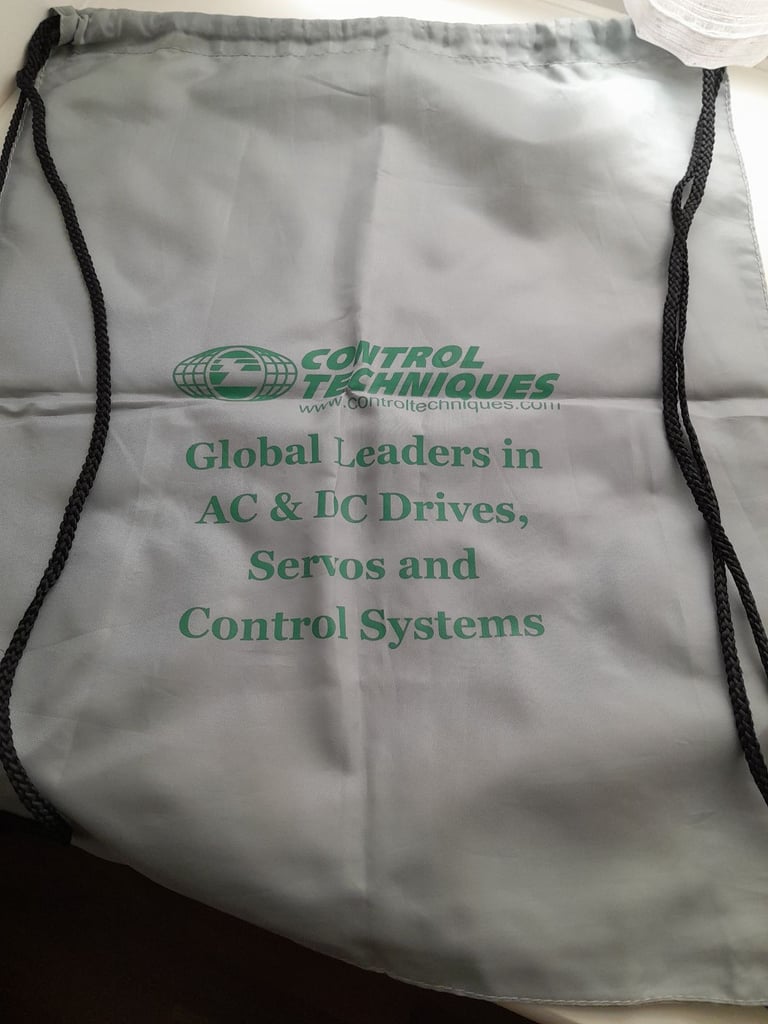 CONTROL
TECHNIQUES
www.controltechniques.com
Global Leaders in
AC & DC Drives,
Servos and
Control Systems